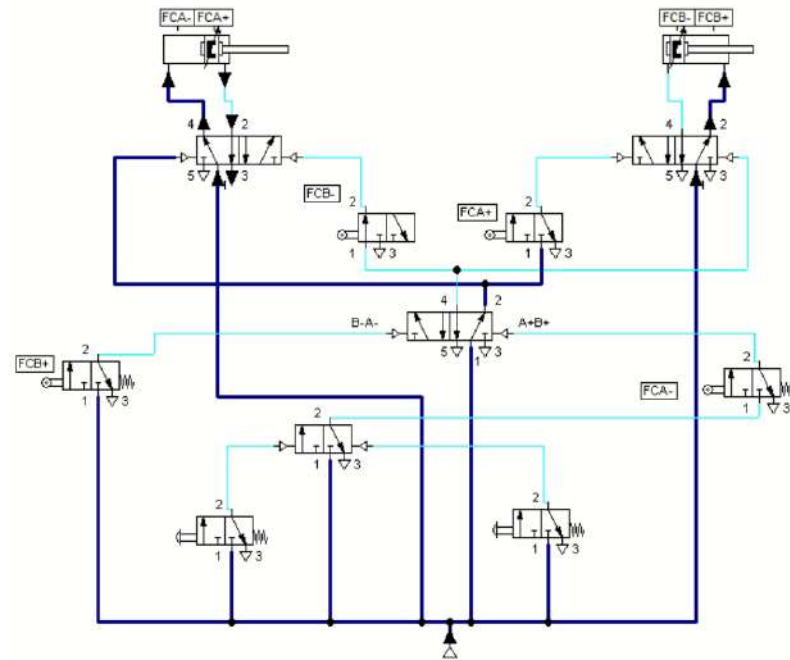 FCA- FCA+ FCB- FCB+
4 2 4 2
5 3 5 3
FCB- 2 FCA+ 2
1 3 1 3
4 2
B-A- A+B+
5 1 3
FCB+ 2 2
1 3 FCA- 1 3
2
1 3
2 2
1 3 1 3